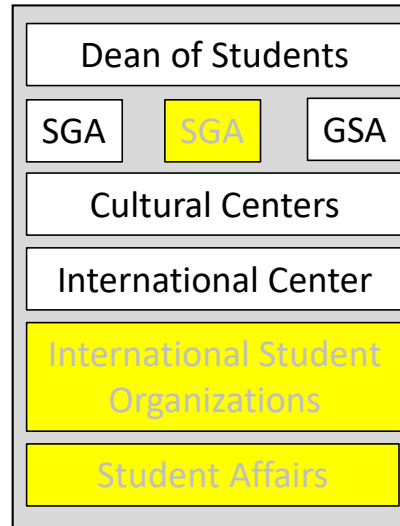 Dean of Students
SGA SGA GSA
Cultural Centers
International Center
International Student
Organizations
Student Affairs